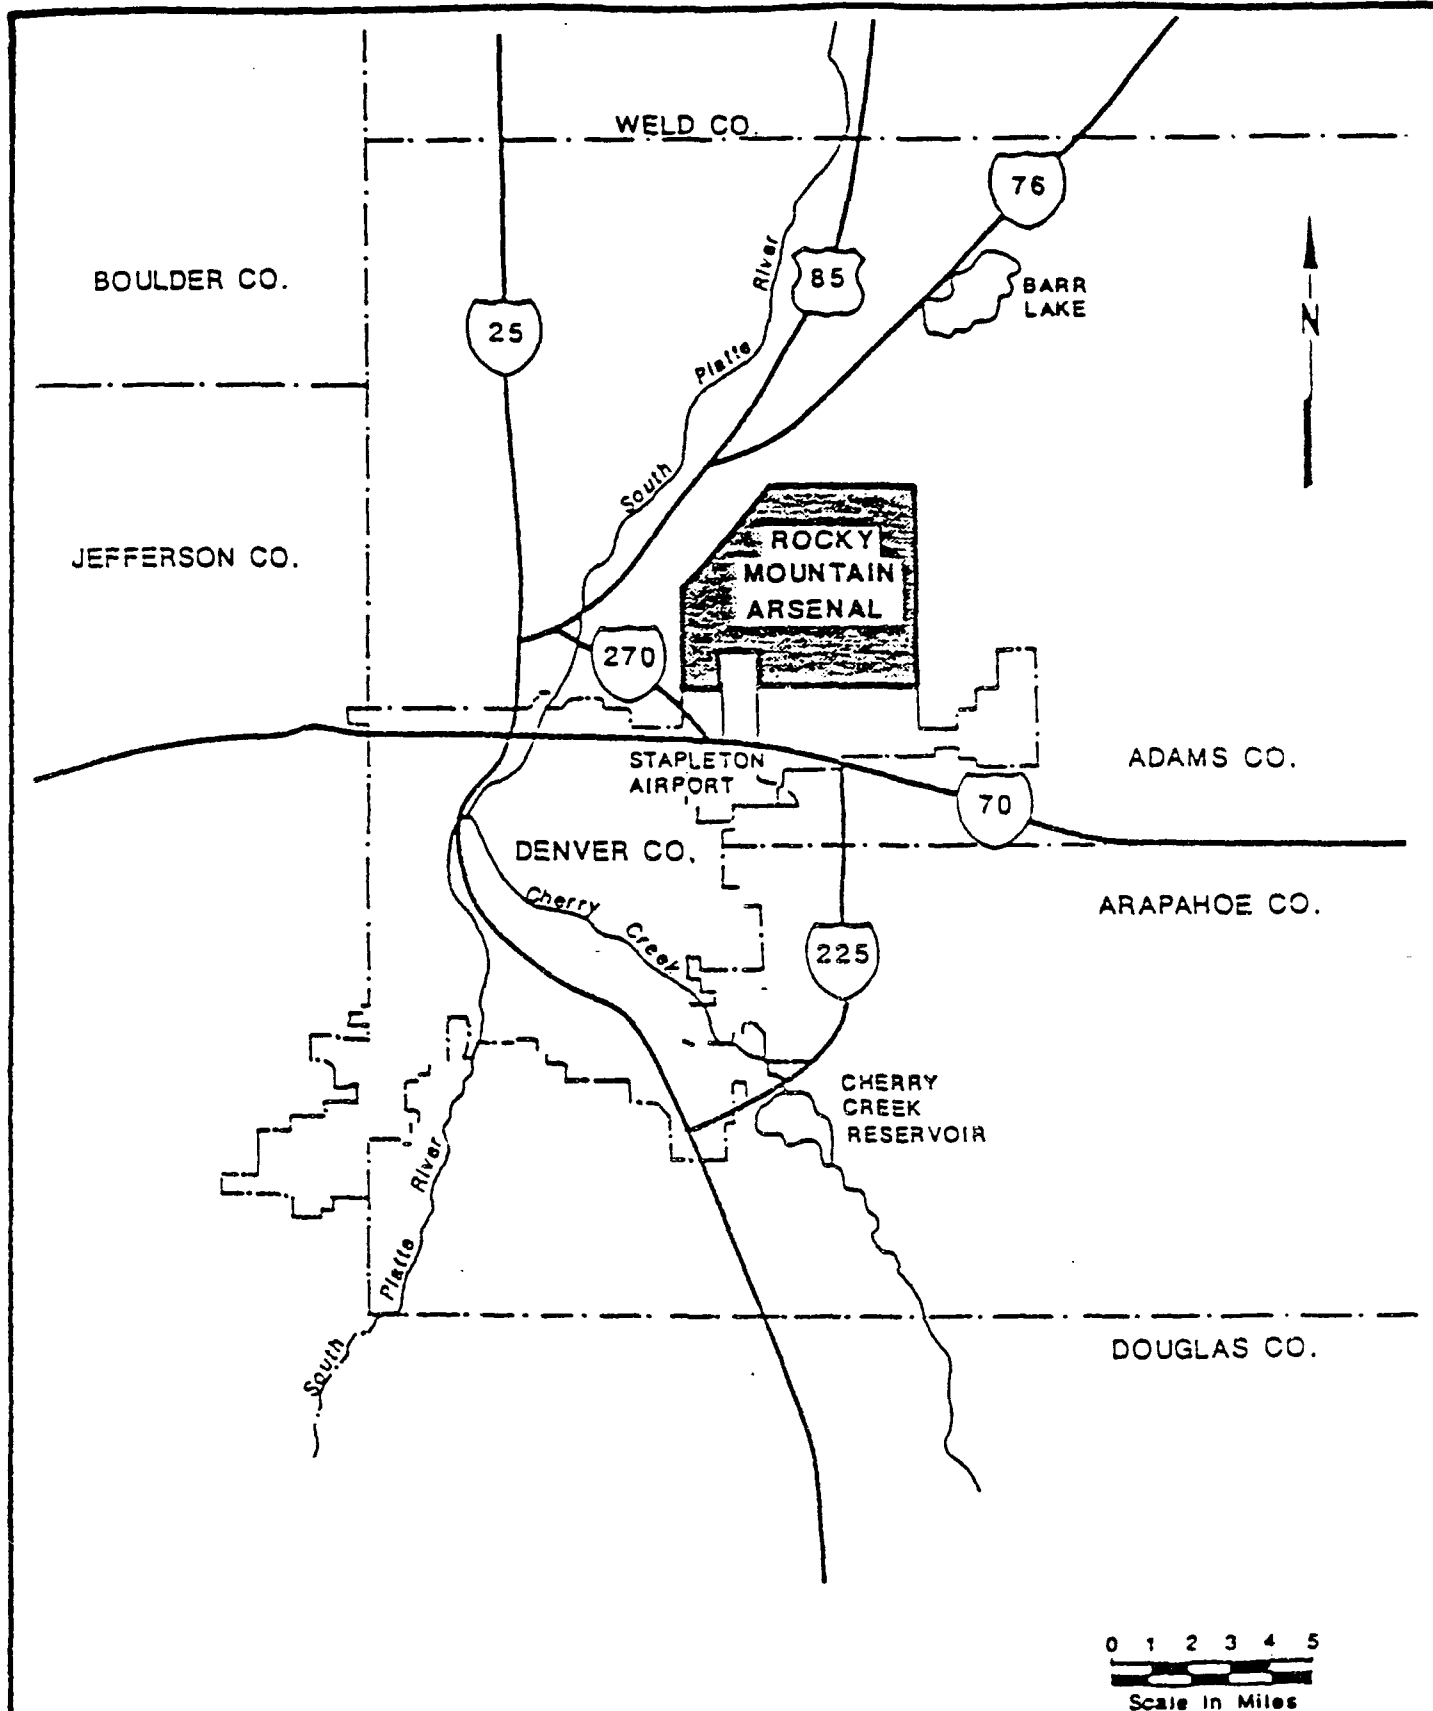 WELD CO.
76
BOULDER CO.
River
85
BARR
LAKE
N
25
Platte
South
JEFFERSON CO.
ROCKY
MOUNTAIN
ARSENAL
270
STAPLETON
AIRPORT
ADAMS CO.
70
DENVER CO.
Cherry
Creek
ARAPAHOE CO.
225
CHERRY
CREEK
RESERVOIR
River
Platte
South
DOUGLAS CO.
0 1 2 3 4 5
Scale In Miles